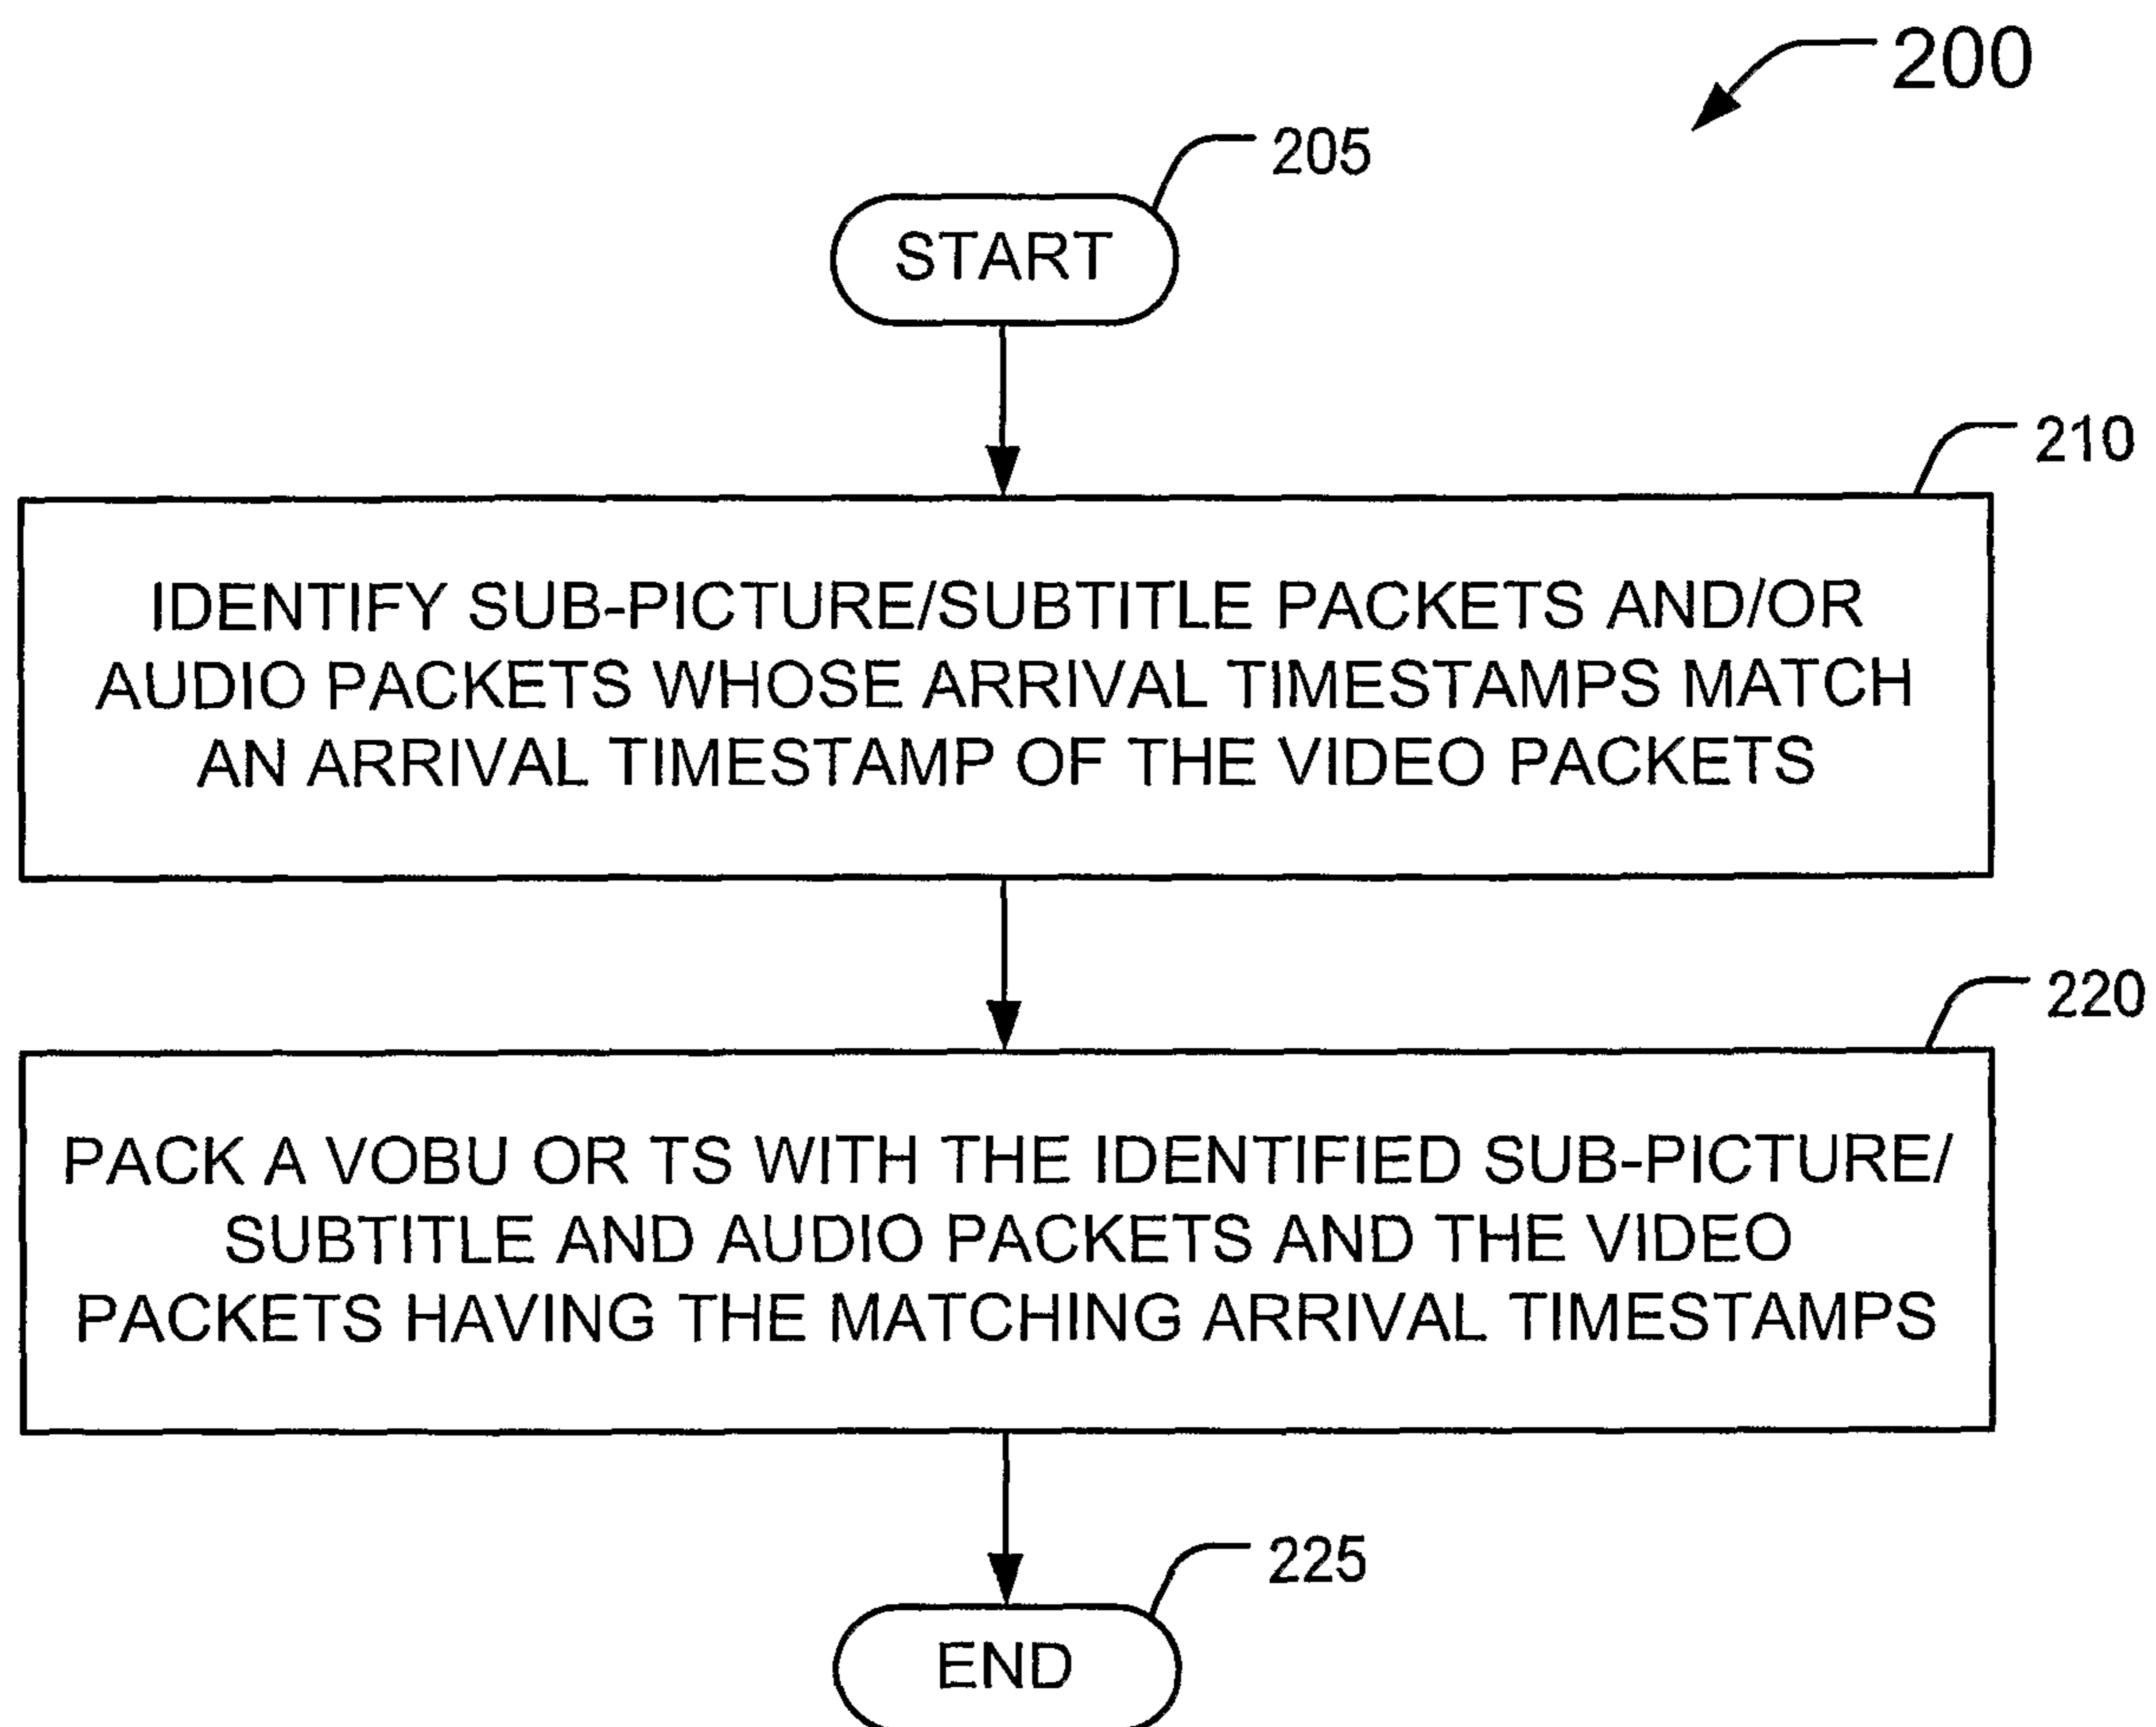 200
205
START
210
IDENTIFY SUB-PICTURE/SUBTITLE PACKETS AND/OR
AUDIO PACKETS WHOSE ARRIVAL TIMESTAMPS MATCH
AN ARRIVAL TIMESTAMP OF THE VIDEO PACKETS
220
PACK A VOBU OR TS WITH THE IDENTIFIED SUB-PICTURE/
SUBTITLE AND AUDIO PACKETS AND THE VIDEO
PACKETS HAVING THE MATCHING ARRIVAL TIMESTAMPS
225
END